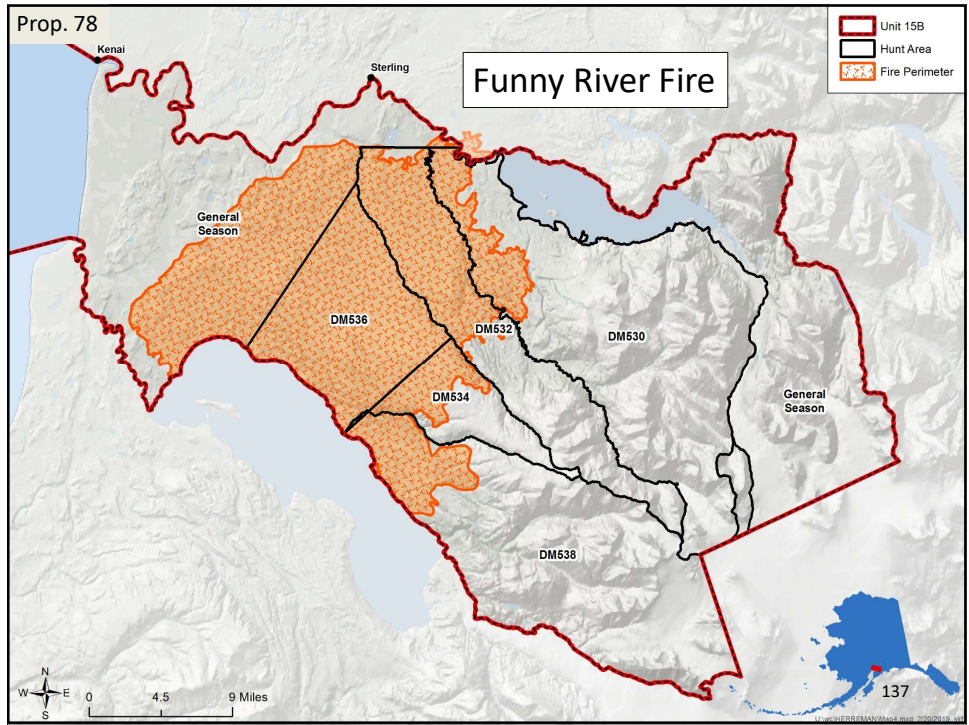 Prop. 78
Kenai
Sterling
Funny River Fire
Unit 15B
Hunt Area
Fire Perimeter
General
Season
DM536
DM532
DM530
DM534
General
Season
DM538
N
W
E
S
0
4.5
9 Miles
137